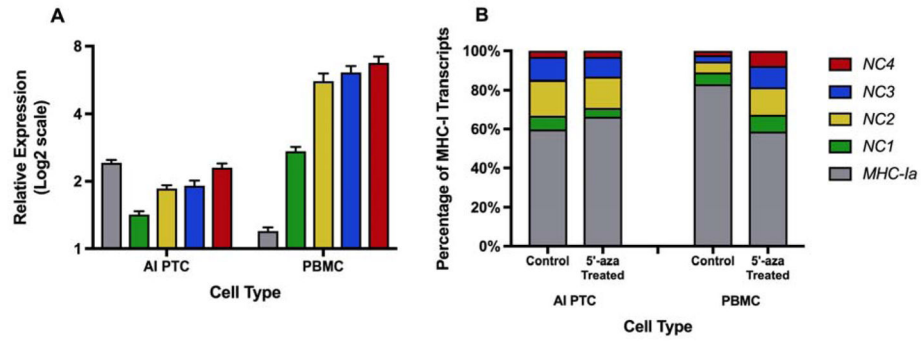 A
Relative Expression
(Log2 scale)
8
4
2
1
AI PTC
PBMC
Cell Type
B
Percentage of MHC-I Transcripts
100%
80%
60%
40%
20%
0%
Control
5'-aza
Treated
Control
5'-aza
Treated
AI PTC
PBMC
Cell Type
NC4
NC3
NC2
NC1
MHC-Ia